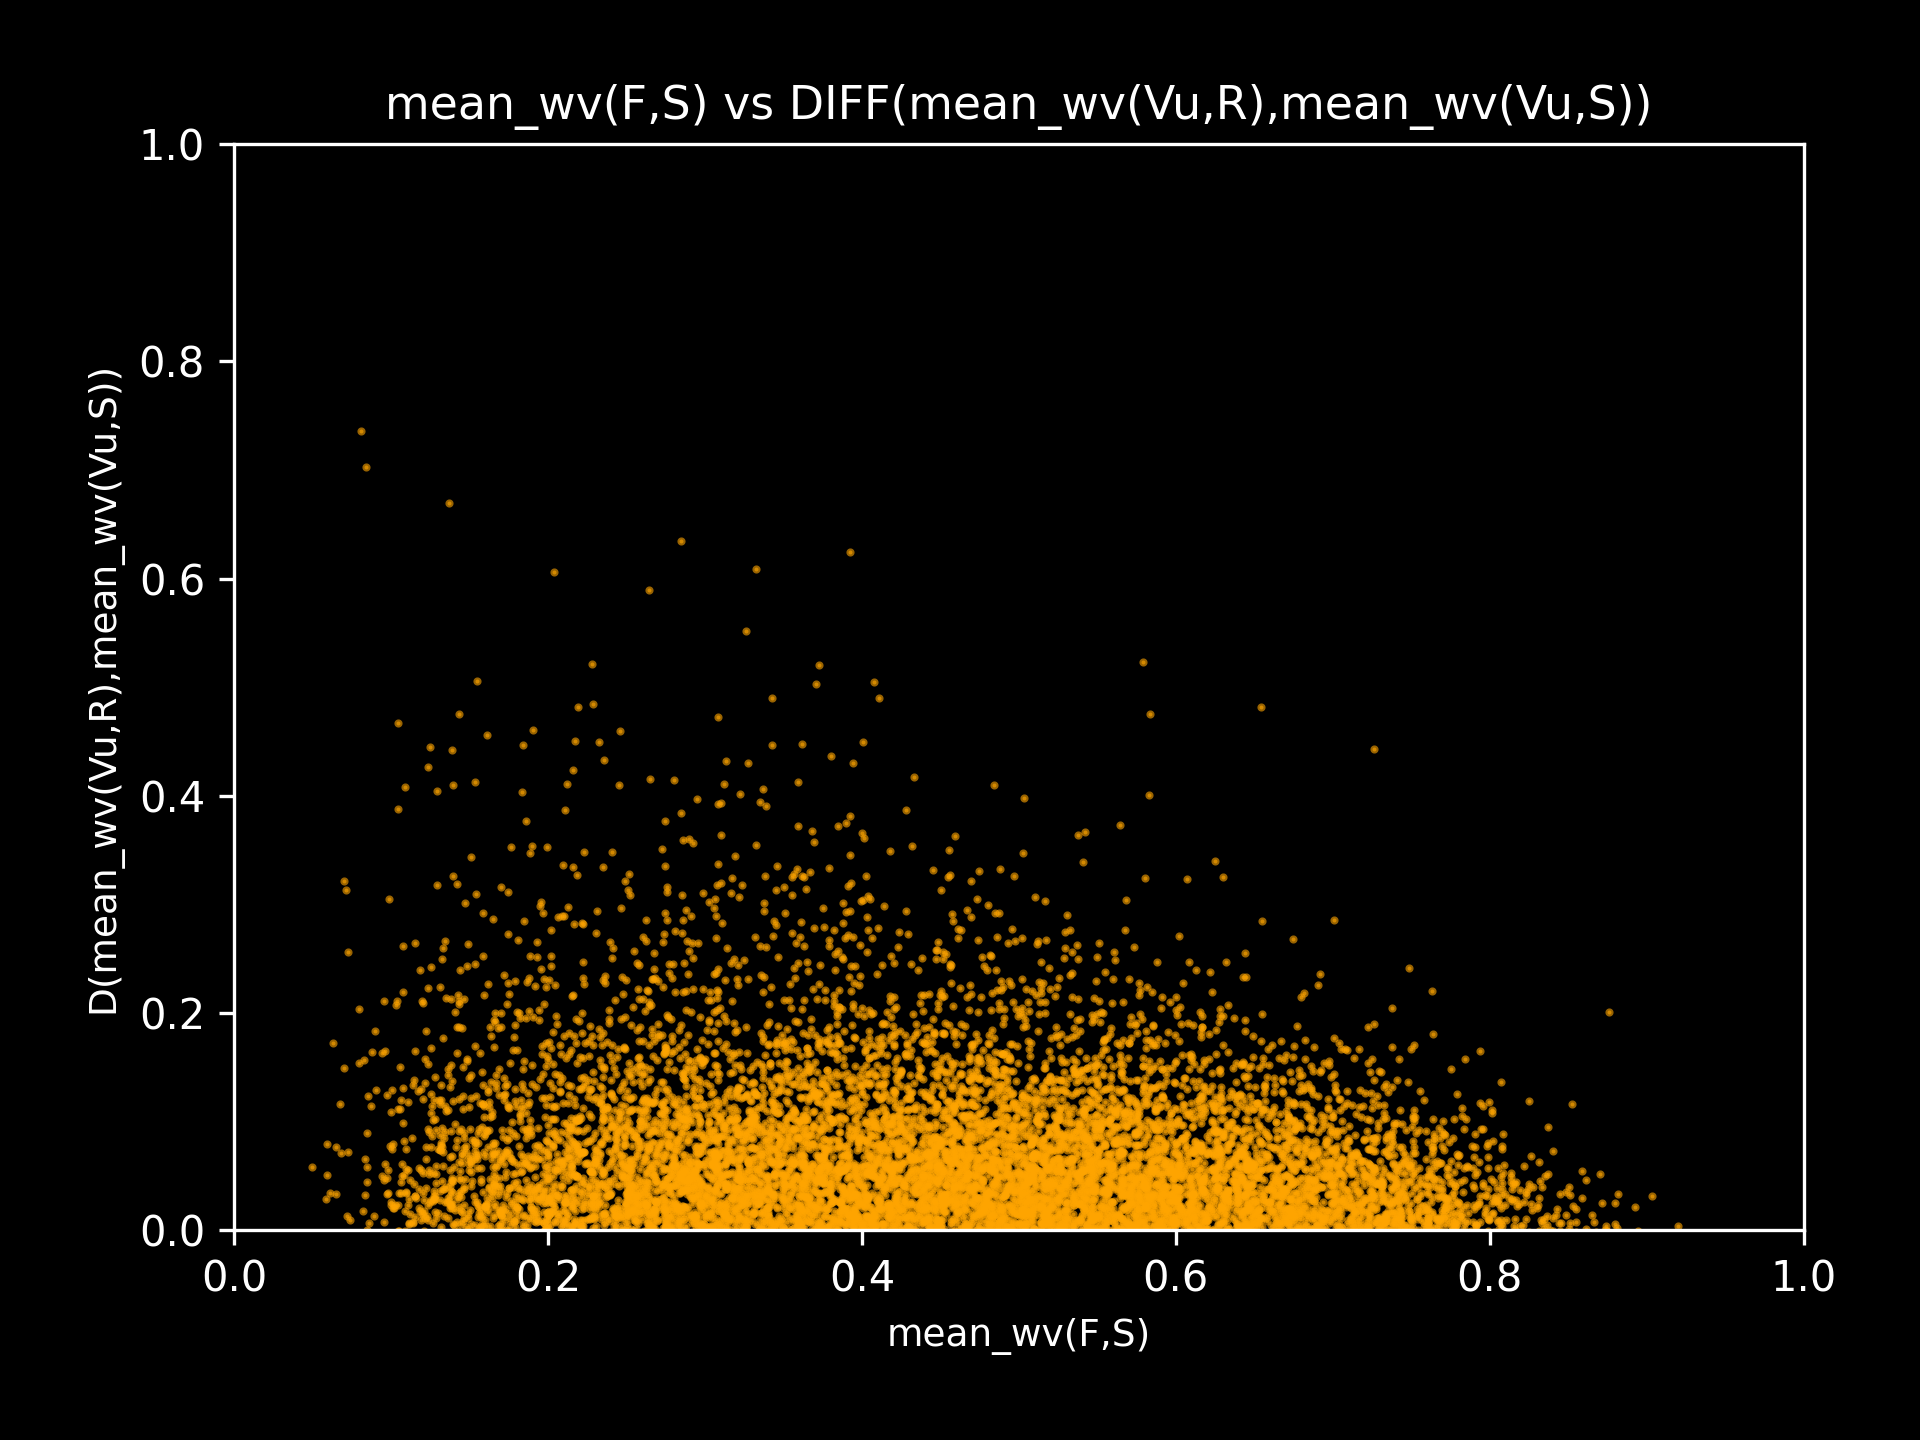 mean_wv(F,S) vs DIFF(mean_wv(Vu,R),mean_wv(Vu,S))
1.0
0.8
0.6
0.4
0.2
0.0
D(mean_wv(Vu,R),mean_wv(Vu,S))
0.0 0.2 0.4 0.6 0.8 1.0
mean_wv(F,S)